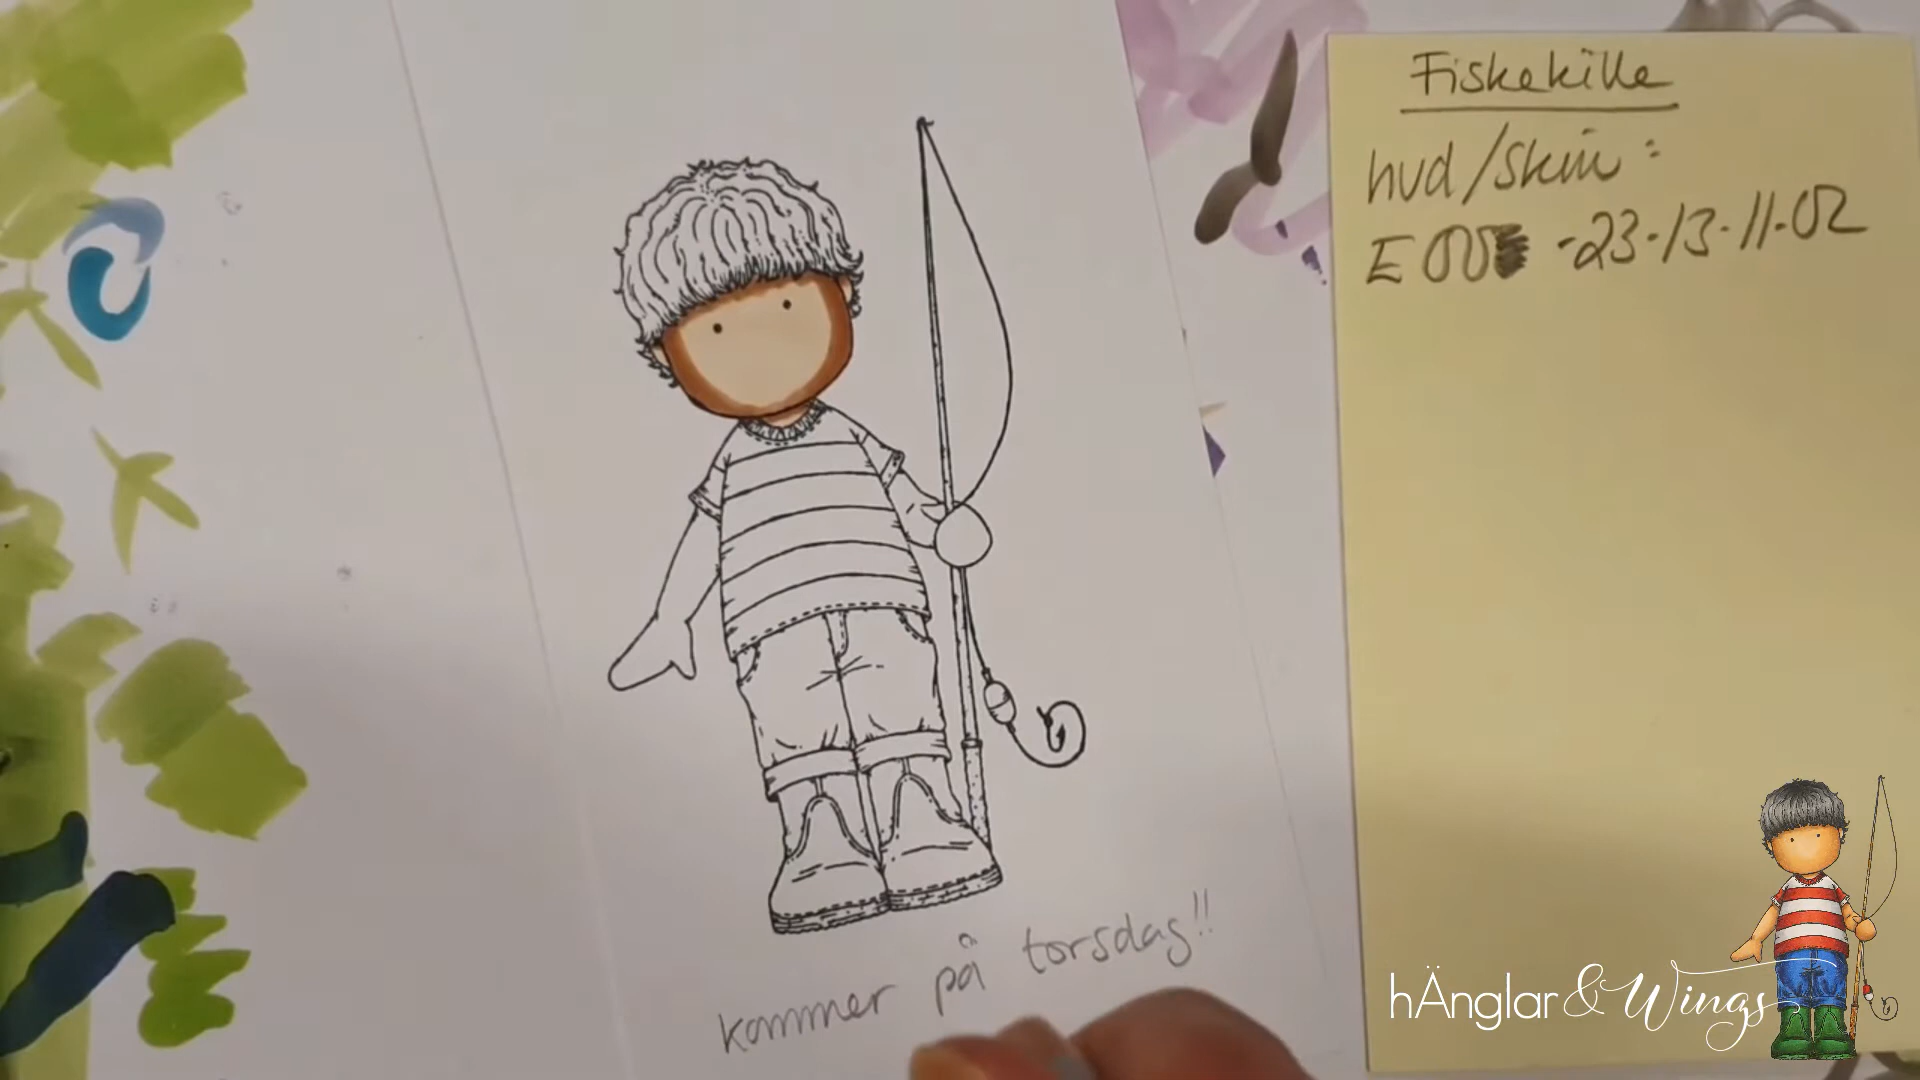 Fiskekille
hud/skin:
E00 -23-13-11-02
kommer på torsdag!!
hÄnglar & Wings